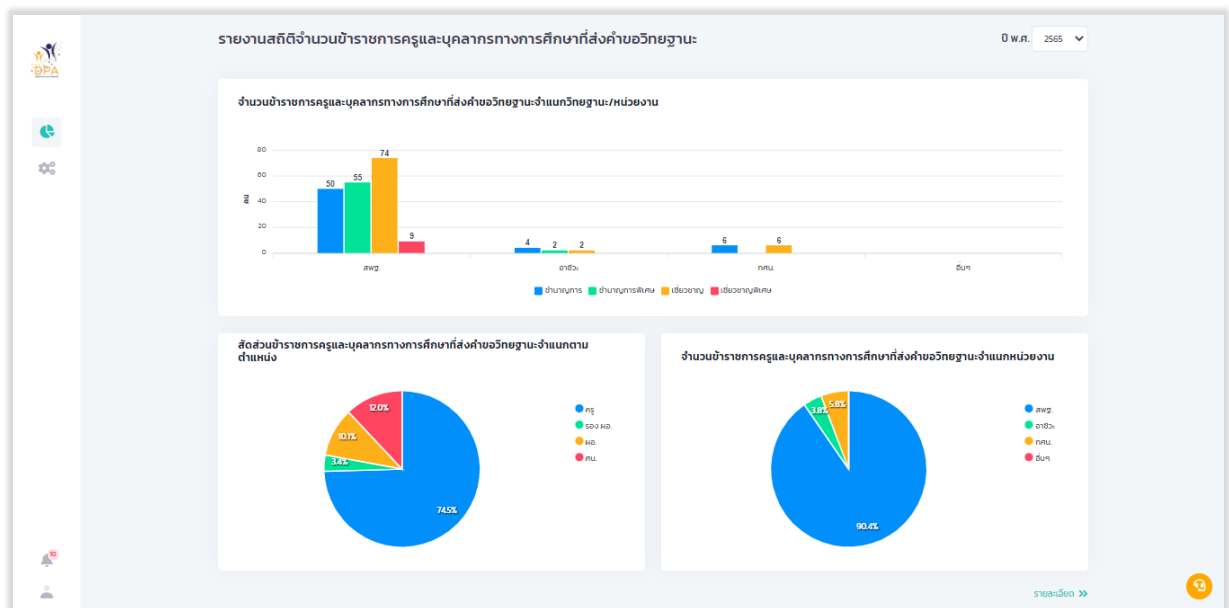 รายงานสถิติจำนวนข้าราชการครูและบุคลากรทางการศึกษาที่ส่งคำขอวิทยฐานะ
ปี พ.ศ. 2565
DPA
จำนวนข้าราชการครูและบุคลากรทางการศึกษาที่ส่งคำขอวิทยฐานะจำแนกวิทยฐานะ/หน่วยงาน
คน
80
60
40
20
0
50 55 74 9
4 2 2
6 6
สพฐ. อาชีวะ กศน. อื่นๆ
ชำนาญการ ชำนาญการพิเศษ เชี่ยวชาญ เชี่ยวชาญพิเศษ
สัดส่วนข้าราชการครูและบุคลากรทางการศึกษาที่ส่งคำขอวิทยฐานะจำแนกตาม
ตำแหน่ง
12.0%
10.1%
3.4%
74.5%
ครู
รอง ผอ.
ผอ.
ศน.
จำนวนข้าราชการครูและบุคลากรทางการศึกษาที่ส่งคำขอวิทยฐานะจำแนกหน่วยงาน
5.8%
3.8%
90.4%
สพฐ.
อาชีวะ
กศน.
อื่นๆ
10
รายละเอียด